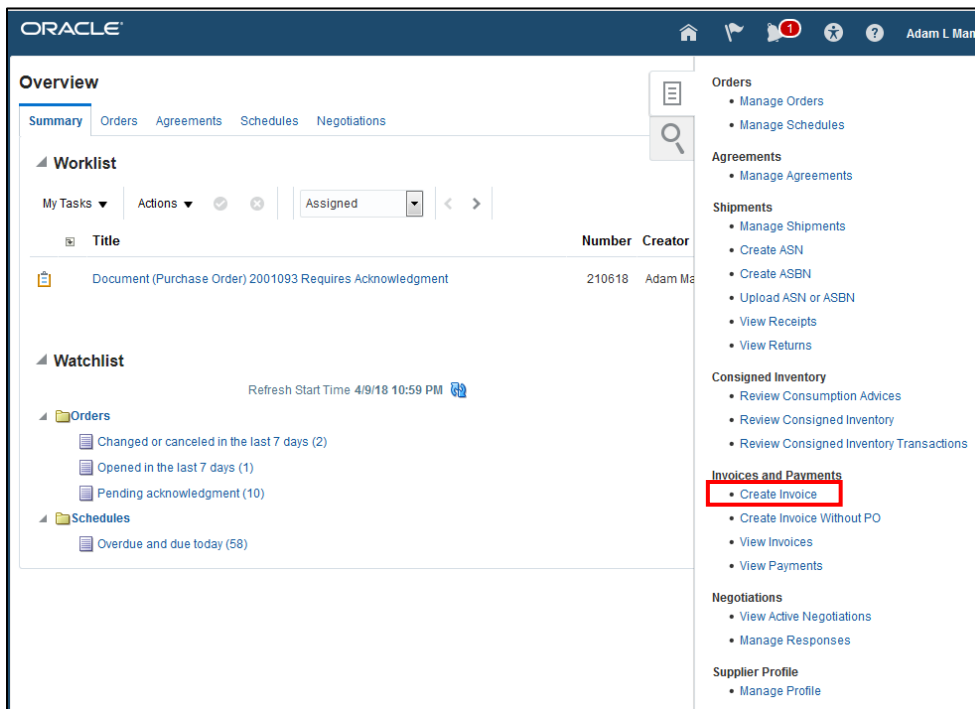 ORACLE
1
Adam L Man
Overview
Summary Orders Agreements Schedules Negotiations
Worklist
My Tasks Actions Assigned
Title Number Creator
Document (Purchase Order) 2001093 Requires Acknowledgment 210618 Adam Ma
Watchlist
Refresh Start Time 4/9/18 10:59 PM
Orders
Changed or canceled in the last 7 days (2)
Opened in the last 7 days (1)
Pending acknowledgment (10)
Schedules
Overdue and due today (58)
Orders
• Manage Orders
• Manage Schedules
Agreements
• Manage Agreements
Shipments
• Manage Shipments
• Create ASN
• Create ASBN
• Upload ASN or ASBN
• View Receipts
• View Returns
Consigned Inventory
• Review Consumption Advices
• Review Consigned Inventory
• Review Consigned Inventory Transactions
Invoices and Payments
• Create Invoice
• Create Invoice Without PO
• View Invoices
• View Payments
Negotiations
• View Active Negotiations
• Manage Responses
Supplier Profile
• Manage Profile